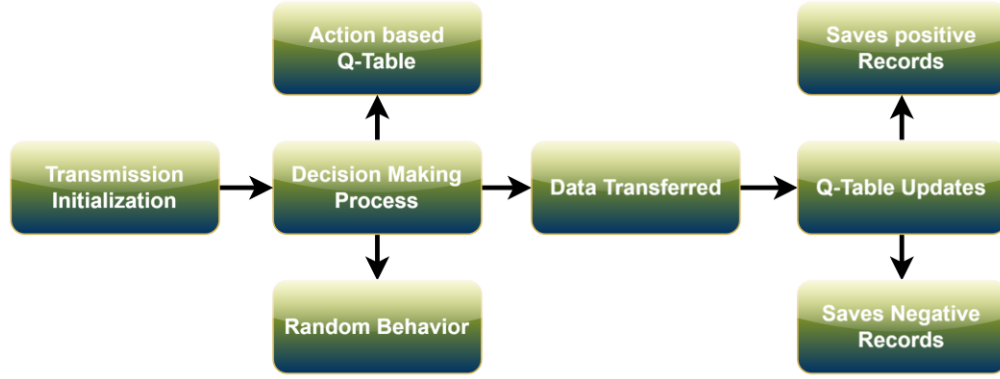 Action based
Q-Table
Saves positive
Records
Transmission
Initialization
Decision Making
Process
Data Transferred
Q-Table Updates
Random Behavior
Saves Negative
Records